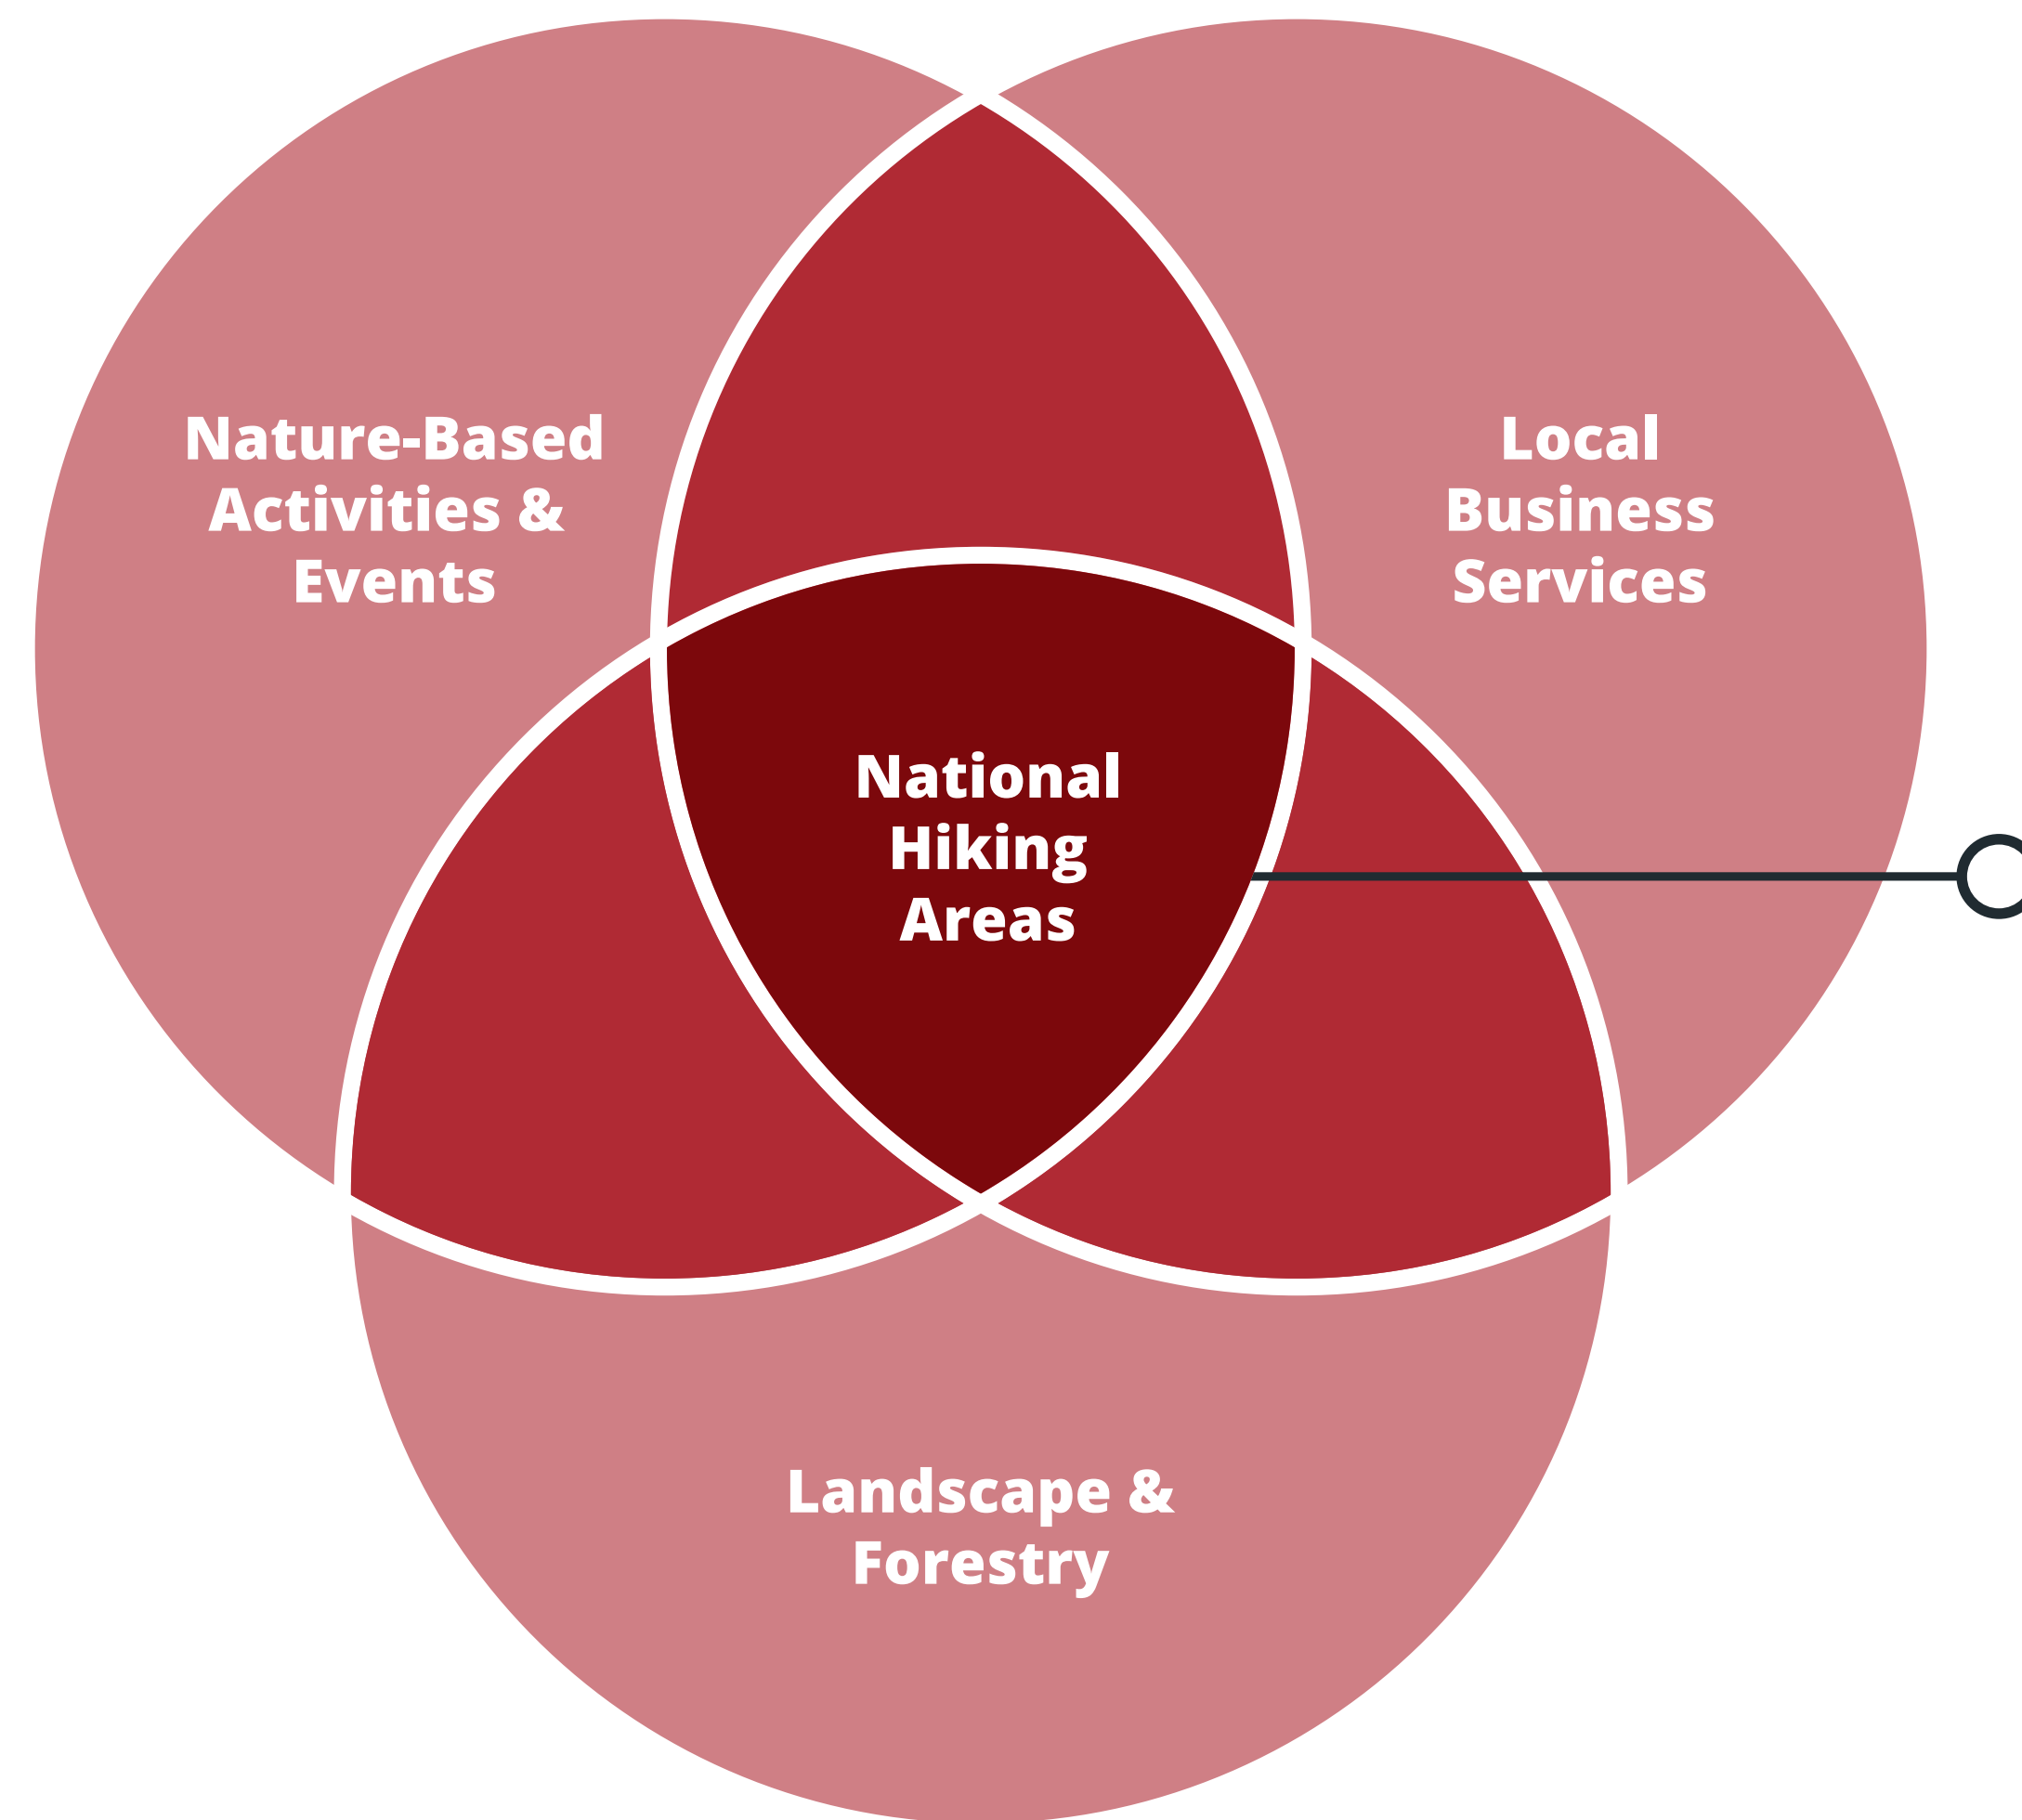 Nature-Based
Activities &
Events
Local
Business
Services
National
Hiking
Areas
Landscape &
Forestry